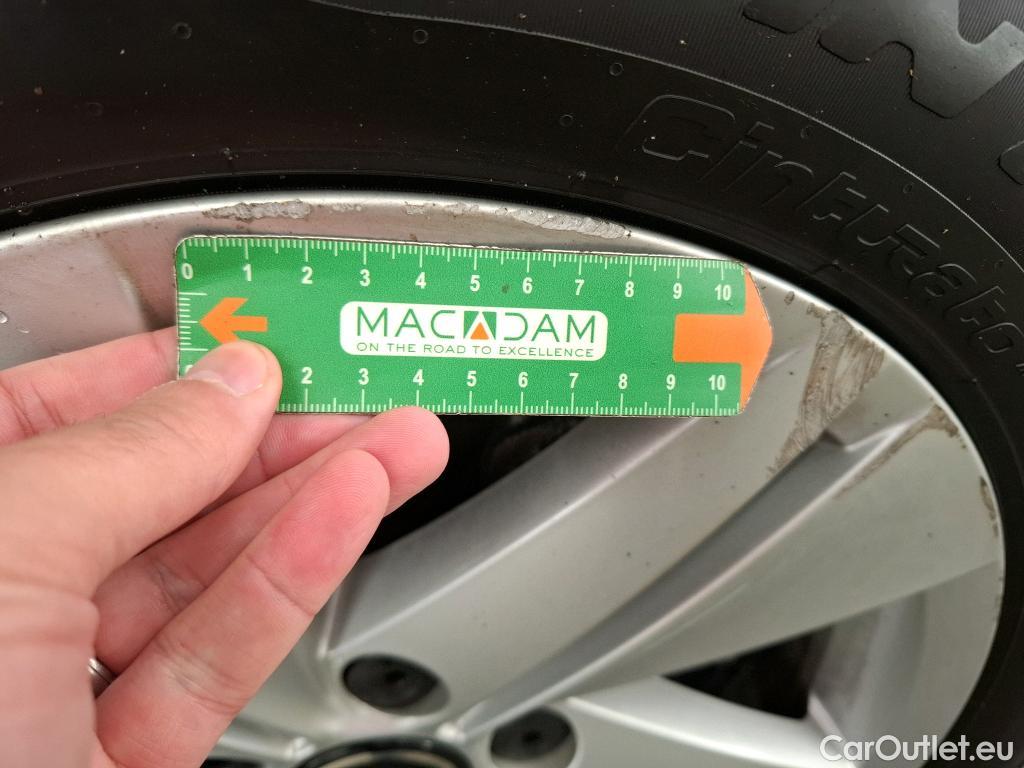 Cinturato
0 1 2 3 4 5 6 7 8 9 10
MACADAM
ON THE ROAD TO EXCELLENCE
2 3 4 5 6 7 8 9 10
CarOutlet.eu